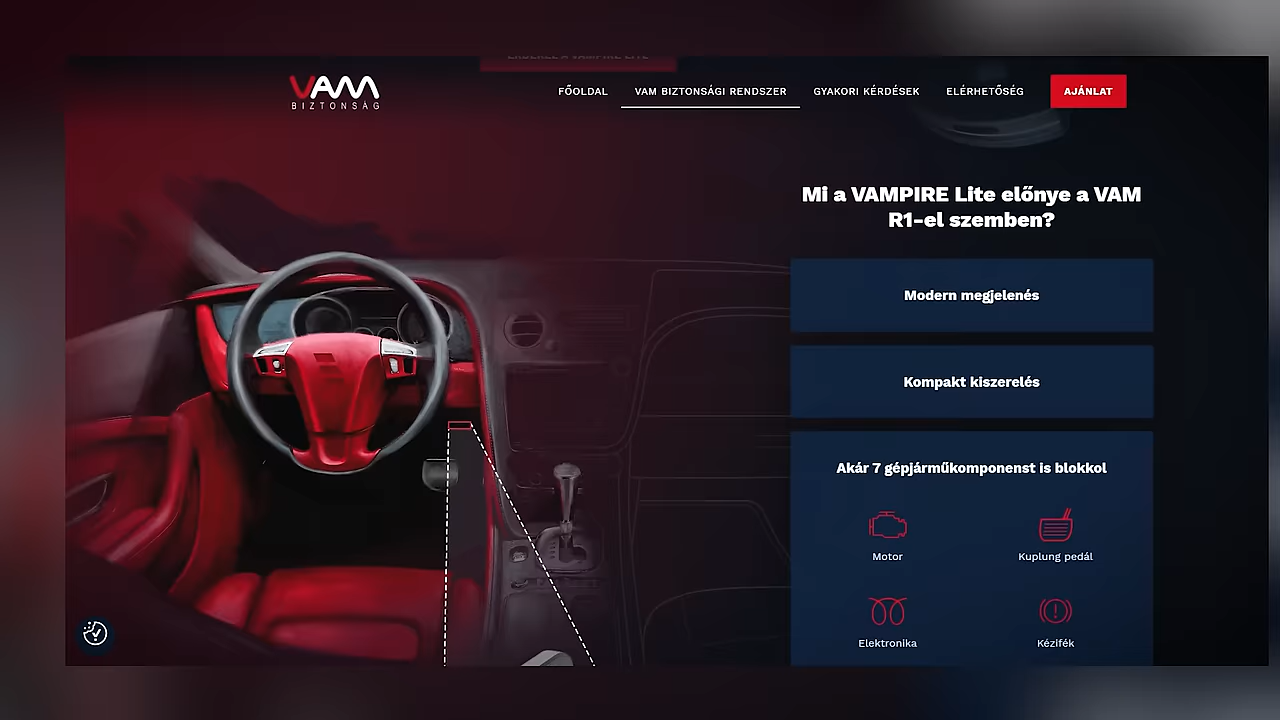 VAM
BIZTONSÁG
FŐOLDAL
VAM BIZTONSÁGI RENDSZER
GYAKORI KÉRDÉSEK
ELÉRHETŐSÉG
AJÁNLAT
Mi a VAMPIRE Lite előnye a VAM
R1-el szemben?
Modern megjelenés
Kompakt kiszerelés
Akár 7 gépjárműkomponenst is blokkol
Motor
Kuplung pedál
Elektronika
Kézifék